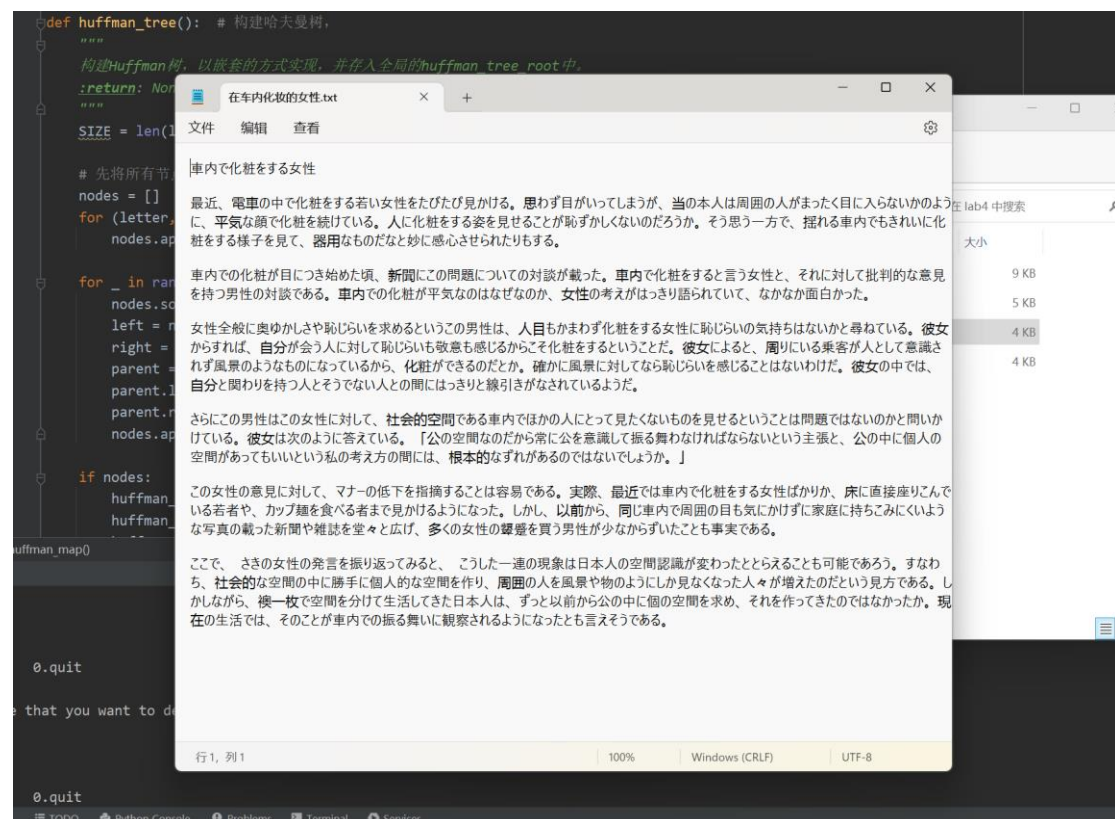 def huffman_tree():  # 构建哈夫曼树，
"""
构建Huffman树，以嵌套的方式实现，并存入全局的huffman_tree_root中。
:return: Non
"""
SIZE = len(l
# 先将所有节点
nodes = []
for (letter,
nodes.ap
for _ in ran
nodes.so
left = n
right =
parent =
parent.l
parent.r
nodes.ap
if nodes:
huffman_
huffman_
huffman_map()
0.quit
e that you want to de
0.quit
TODO Python Console Problems Terminal Services
在车内化妆的女性.txt
文件 编辑 查看
車内で化粧をする女性
最近、電車の中で化粧をする若い女性をたびたび見かける。思わず目がいってしまうが、当の本人は周囲の人がまったく目に入らないかのよう
に、平気な顔で化粧を続けている。人に化粧をする姿を見せることが恥ずかしくないのだろうか。そう思う一方で、揺れる車内でもきれいに化
粧をする様子を見て、器用なものだなと妙に感心させられたりもする。
車内での化粧が目につき始めた頃、新聞にこの問題についての対談が載った。車内で化粧をすると言う女性と、それに対して批判的な意見
を持つ男性の対談である。車内での化粧が平気なのはなぜなのか、女性の考えがはっきり語られていて、なかなか面白かった。
女性全般に奥ゆかしさや恥じらいを求めるというこの男性は、人目もかまわず化粧をする女性に恥じらいの気持ちはないかと尋ねている。彼女
からすれば、自分が会う人に対して恥じらいも敬意も感じるからこそ化粧をするということだ。彼女によると、周りにいる乗客が人として意識さ
れず風景のようなものになっているから、化粧ができるのだとか。確かに風景に対してなら恥じらいを感じることはないわけだ。彼女の中では、
自分と関わりを持つ人とそうでない人との間にはっきりと線引きがなされているようだ。
さらにこの男性はこの女性に対して、社会的空間である車内でほかの人にとって見たくないものを見せるということは問題ではないのかと問いか
けている。彼女は次のように答えている。「公の空間なのだから常に公を意識して振る舞わなければならないという主張と、公の中に個人の
空間があってもいいという私の考え方の間には、根本的なずれがあるのではないでしょうか。」
この女性の意見に対して、マナーの低下を指摘することは容易である。実際、最近では車内で化粧をする女性ばかりか、床に直接座りこんで
いる若者や、カップ麺を食べる者まで見かけるようになった。しかし、以前から、同じ車内で周囲の目も気にかけずに家庭に持ちこみにくいよう
な写真の載った新聞や雑誌を堂々と広げ、多くの女性の顰蹙を買う男性が少なからずいたことも事実である。
ここで、 さきの女性の発言を振り返ってみると、 こうした一連の現象は日本人の空間認識が変わったととらえることも可能であろう。すなわ
ち、社会的な空間の中に勝手に個人的な空間を作り、周囲の人を風景や物のようにしか見なくなった人々が増えたのだという見方である。し
かしながら、襖一枚で空間を分けて生活してきた日本人は、ずっと以前から公の中に個の空間を求め、それを作ってきたのではなかったか。現
在の生活では、そのことが車内での振る舞いに観察されるようになったとも言えそうである。
行 1, 列 1 100% Windows (CRLF) UTF-8
在 lab4 中搜索
大小
9 KB
5 KB
4 KB
4 KB